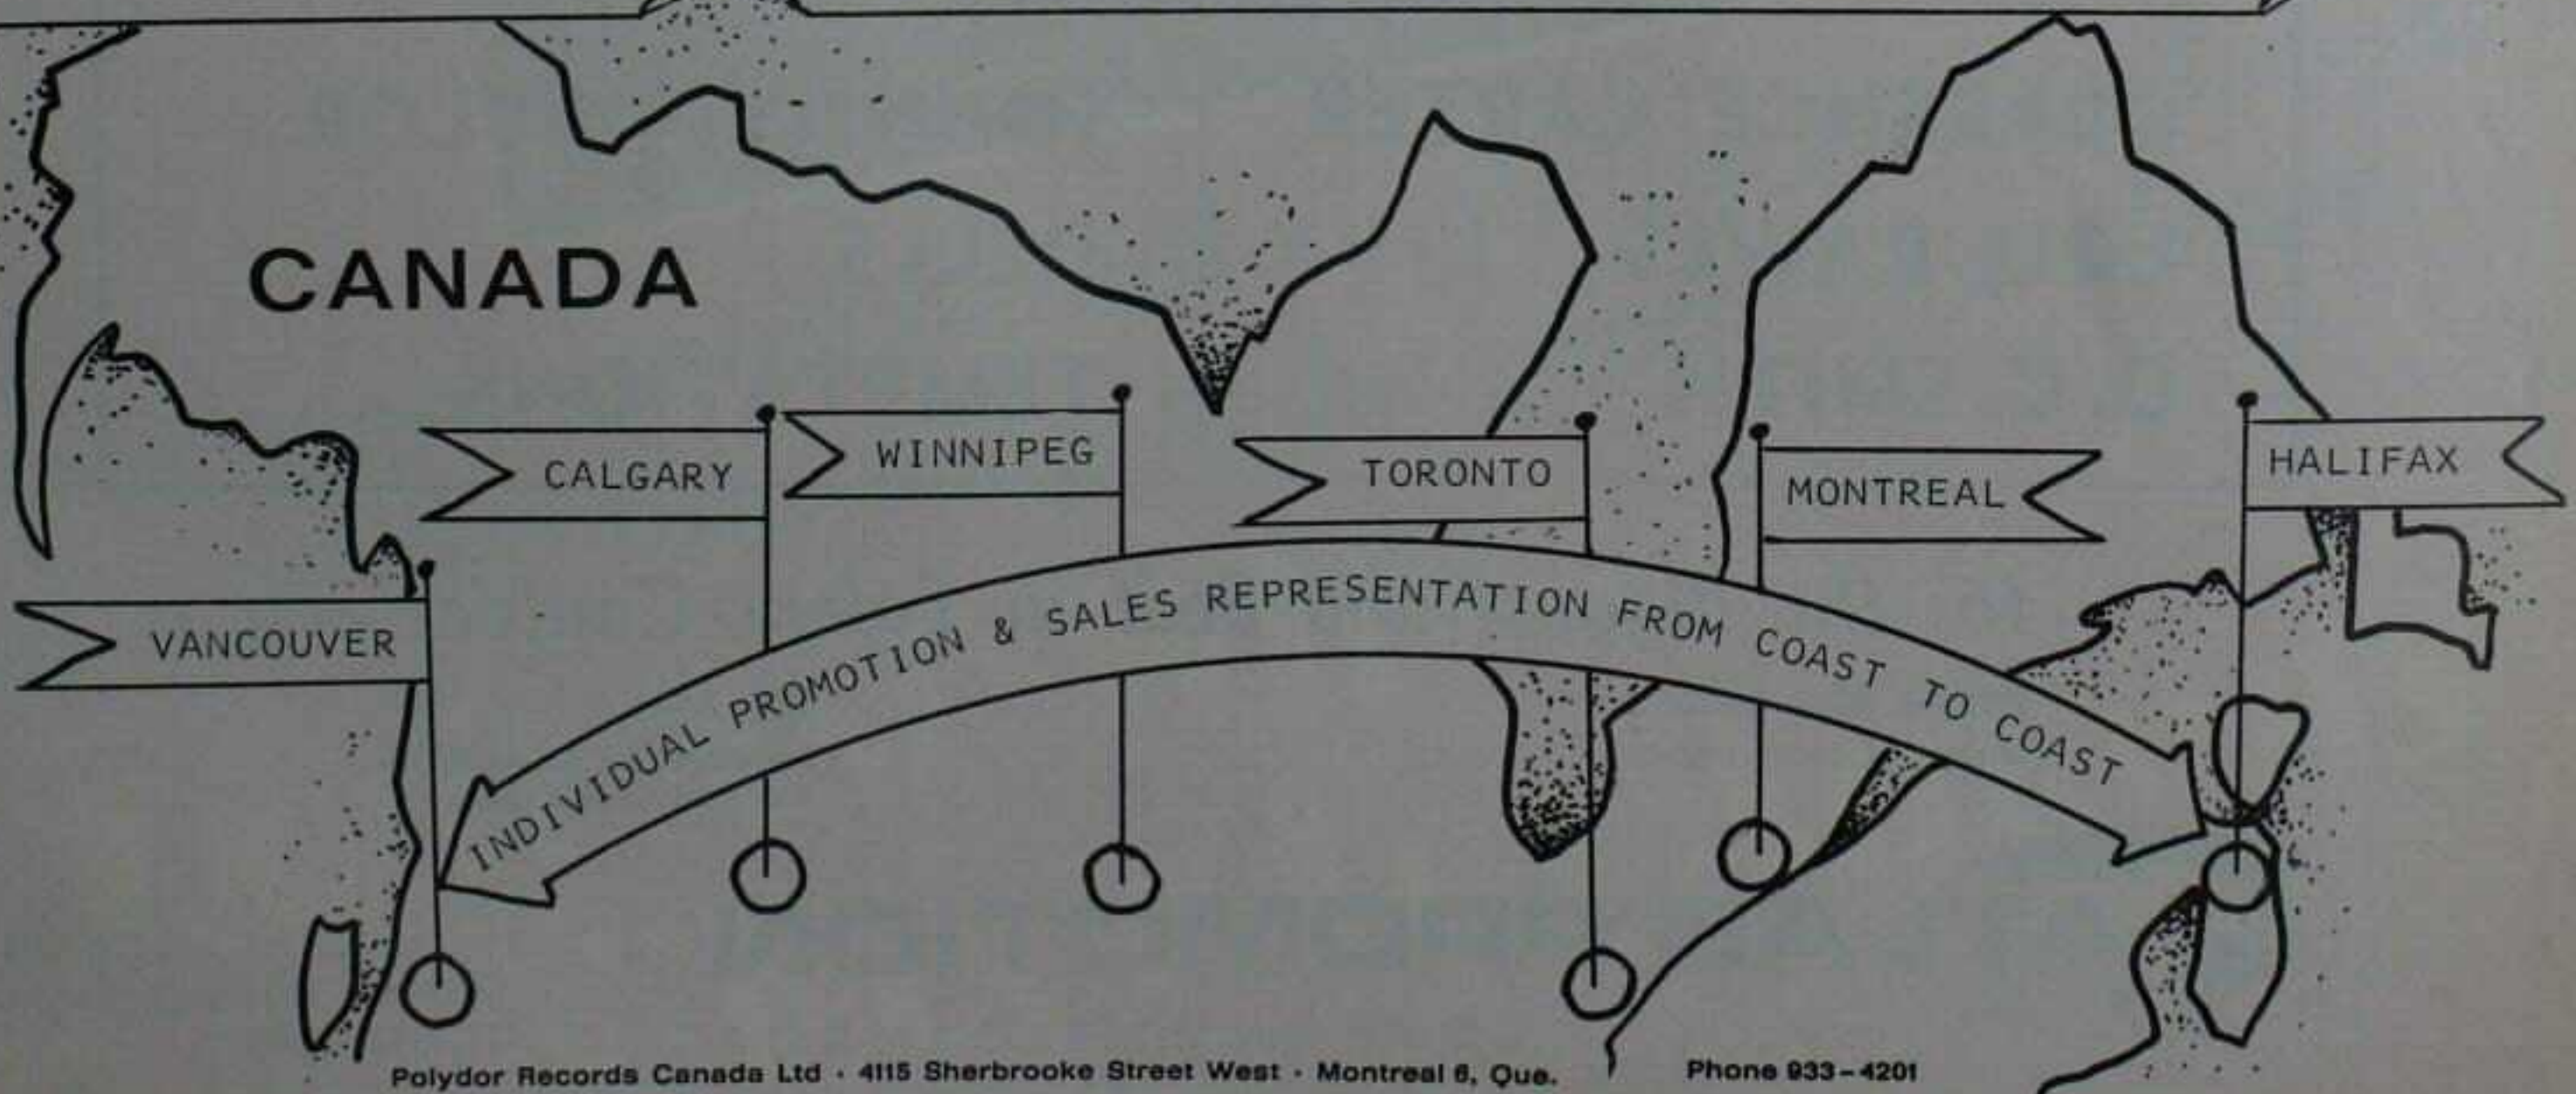 CANADA
CALGARY
WINNIPEG
TORONTO
MONTREAL
HALIFAX
VANCOUVER
INDIVIDUAL PROMOTION & SALES REPRESENTATION FROM COAST TO COAST
Polydor Records Canada Ltd · 4115 Sherbrooke Street West · Montreal 6, Que. Phone 933-4201